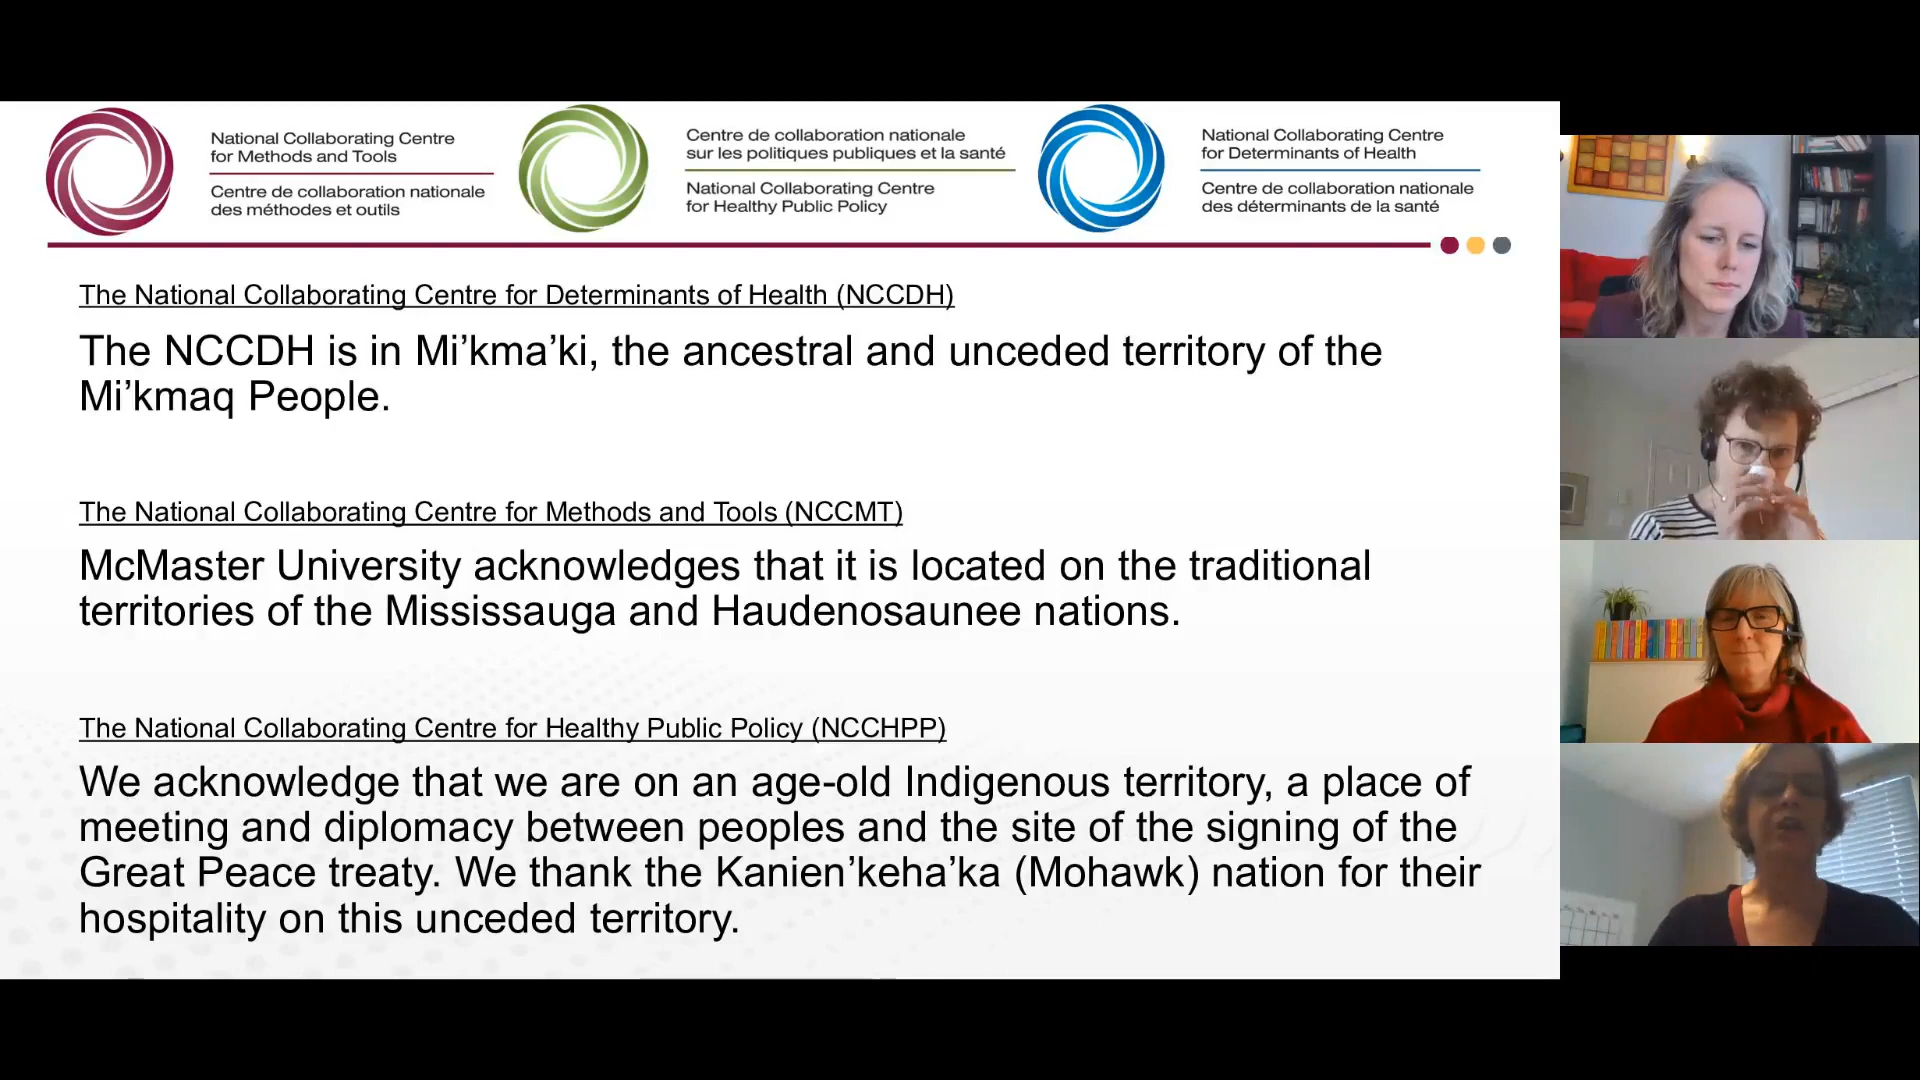 National Collaborating Centre
for Methods and Tools
Centre de collaboration nationale
des méthodes et outils
Centre de collaboration nationale
sur les politiques publiques et la santé
National Collaborating Centre
for Healthy Public Policy
National Collaborating Centre
for Determinants of Health
Centre de collaboration nationale
des déterminants de la santé
The National Collaborating Centre for Determinants of Health (NCCDH)
The NCCDH is in Mi’kma’ki, the ancestral and unceded territory of the
Mi’kmaq People.
The National Collaborating Centre for Methods and Tools (NCCMT)
McMaster University acknowledges that it is located on the traditional
territories of the Mississauga and Haudenosaunee nations.
The National Collaborating Centre for Healthy Public Policy (NCCHPP)
We acknowledge that we are on an age-old Indigenous territory, a place of
meeting and diplomacy between peoples and the site of the signing of the
Great Peace treaty. We thank the Kanien’keha’ka (Mohawk) nation for their
hospitality on this unceded territory.